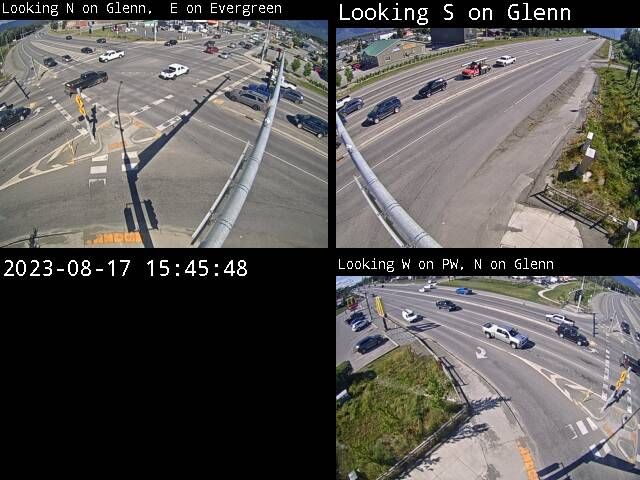 Looking N on Glenn,  E on Evergreen
Looking S on Glenn
2023-08-17 15:45:48
Looking W on PW, N on Glenn